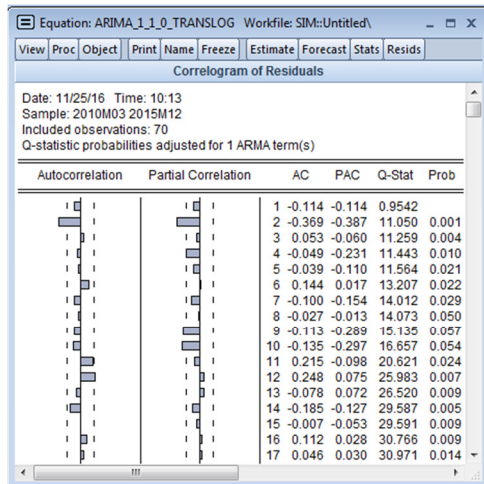 Equation: ARIMA_1_1_0_TRANSLOG Workfile: SIM::Untitled\
View Proc Object Print Name Freeze Estimate Forecast Stats Resids
Correlogram of Residuals
Date: 11/25/16 Time: 10:13
Sample: 2010M03 2015M12
Included observations: 70
Q-statistic probabilities adjusted for 1 ARMA term(s)
Autocorrelation Partial Correlation AC PAC Q-Stat Prob
1 -0.114 -0.114 0.9542
2 -0.369 -0.387 11.050 0.001
3 0.053 -0.060 11.259 0.004
4 -0.049 -0.231 11.443 0.010
5 -0.039 -0.110 11.564 0.021
6 0.144 0.017 13.207 0.022
7 -0.100 -0.154 14.012 0.029
8 -0.027 -0.013 14.073 0.050
9 -0.113 -0.289 15.135 0.057
10 -0.135 -0.297 16.657 0.054
11 0.215 -0.098 20.621 0.024
12 0.248 0.075 25.983 0.007
13 -0.078 0.072 26.520 0.009
14 -0.185 -0.127 29.587 0.005
15 -0.007 -0.053 29.591 0.009
16 0.112 0.028 30.766 0.009
17 0.046 0.030 30.971 0.014